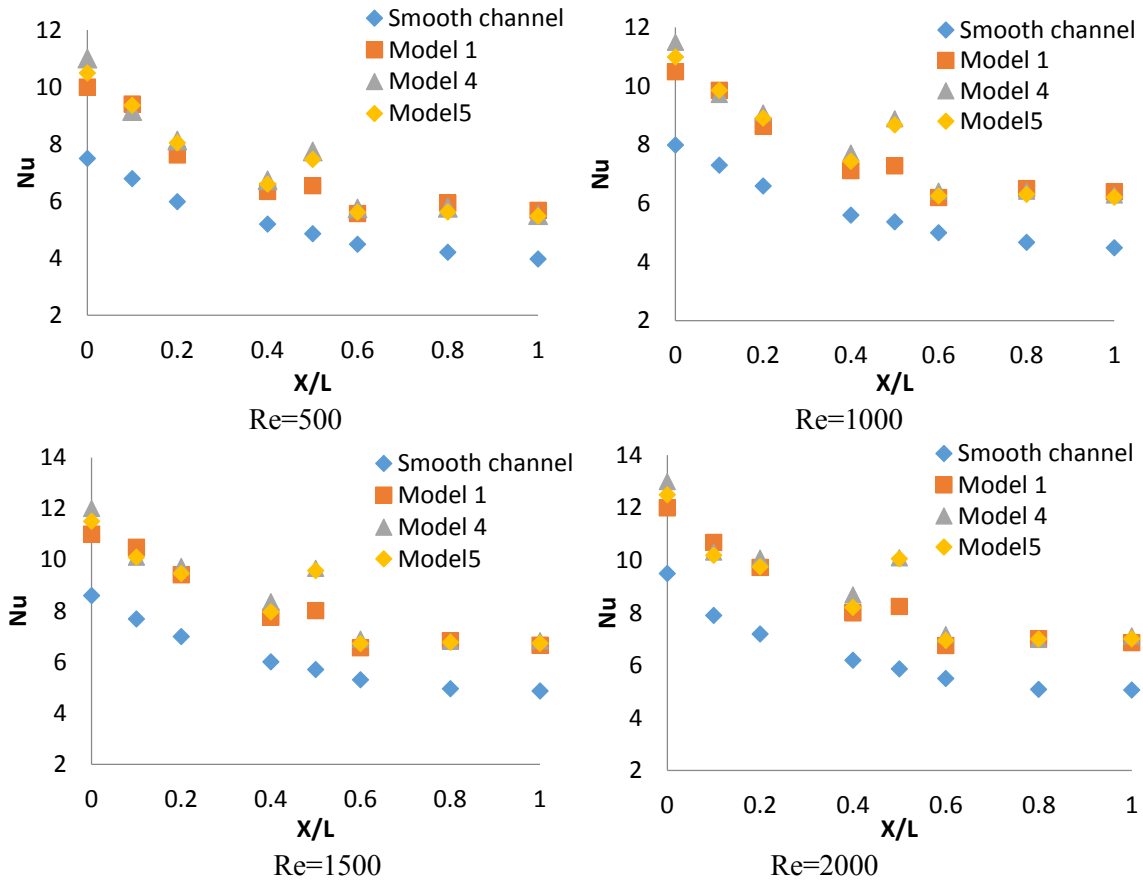 12
10
8
6
4
2
Nu
0 0.2 0.4 0.6 0.8 1
X/L
Smooth channel
Model 1
Model 4
Model5
Re=500
12
10
8
6
4
2
Nu
0 0.2 0.4 0.6 0.8 1
X/L
Smooth channel
Model 1
Model 4
Model5
Re=1000
14
12
10
8
6
4
2
Nu
0 0.2 0.4 0.6 0.8 1
X/L
Smooth channel
Model 1
Model 4
Model5
Re=1500
14
12
10
8
6
4
2
Nu
0 0.2 0.4 0.6 0.8 1
X/L
Smooth channel
Model 1
Model 4
Model5
Re=2000